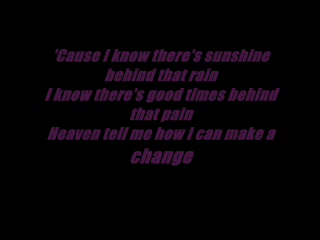 'Cause I know there's sunshine
behind that rain
I know there's good times behind
that pain
Heaven tell me how I can make a
change